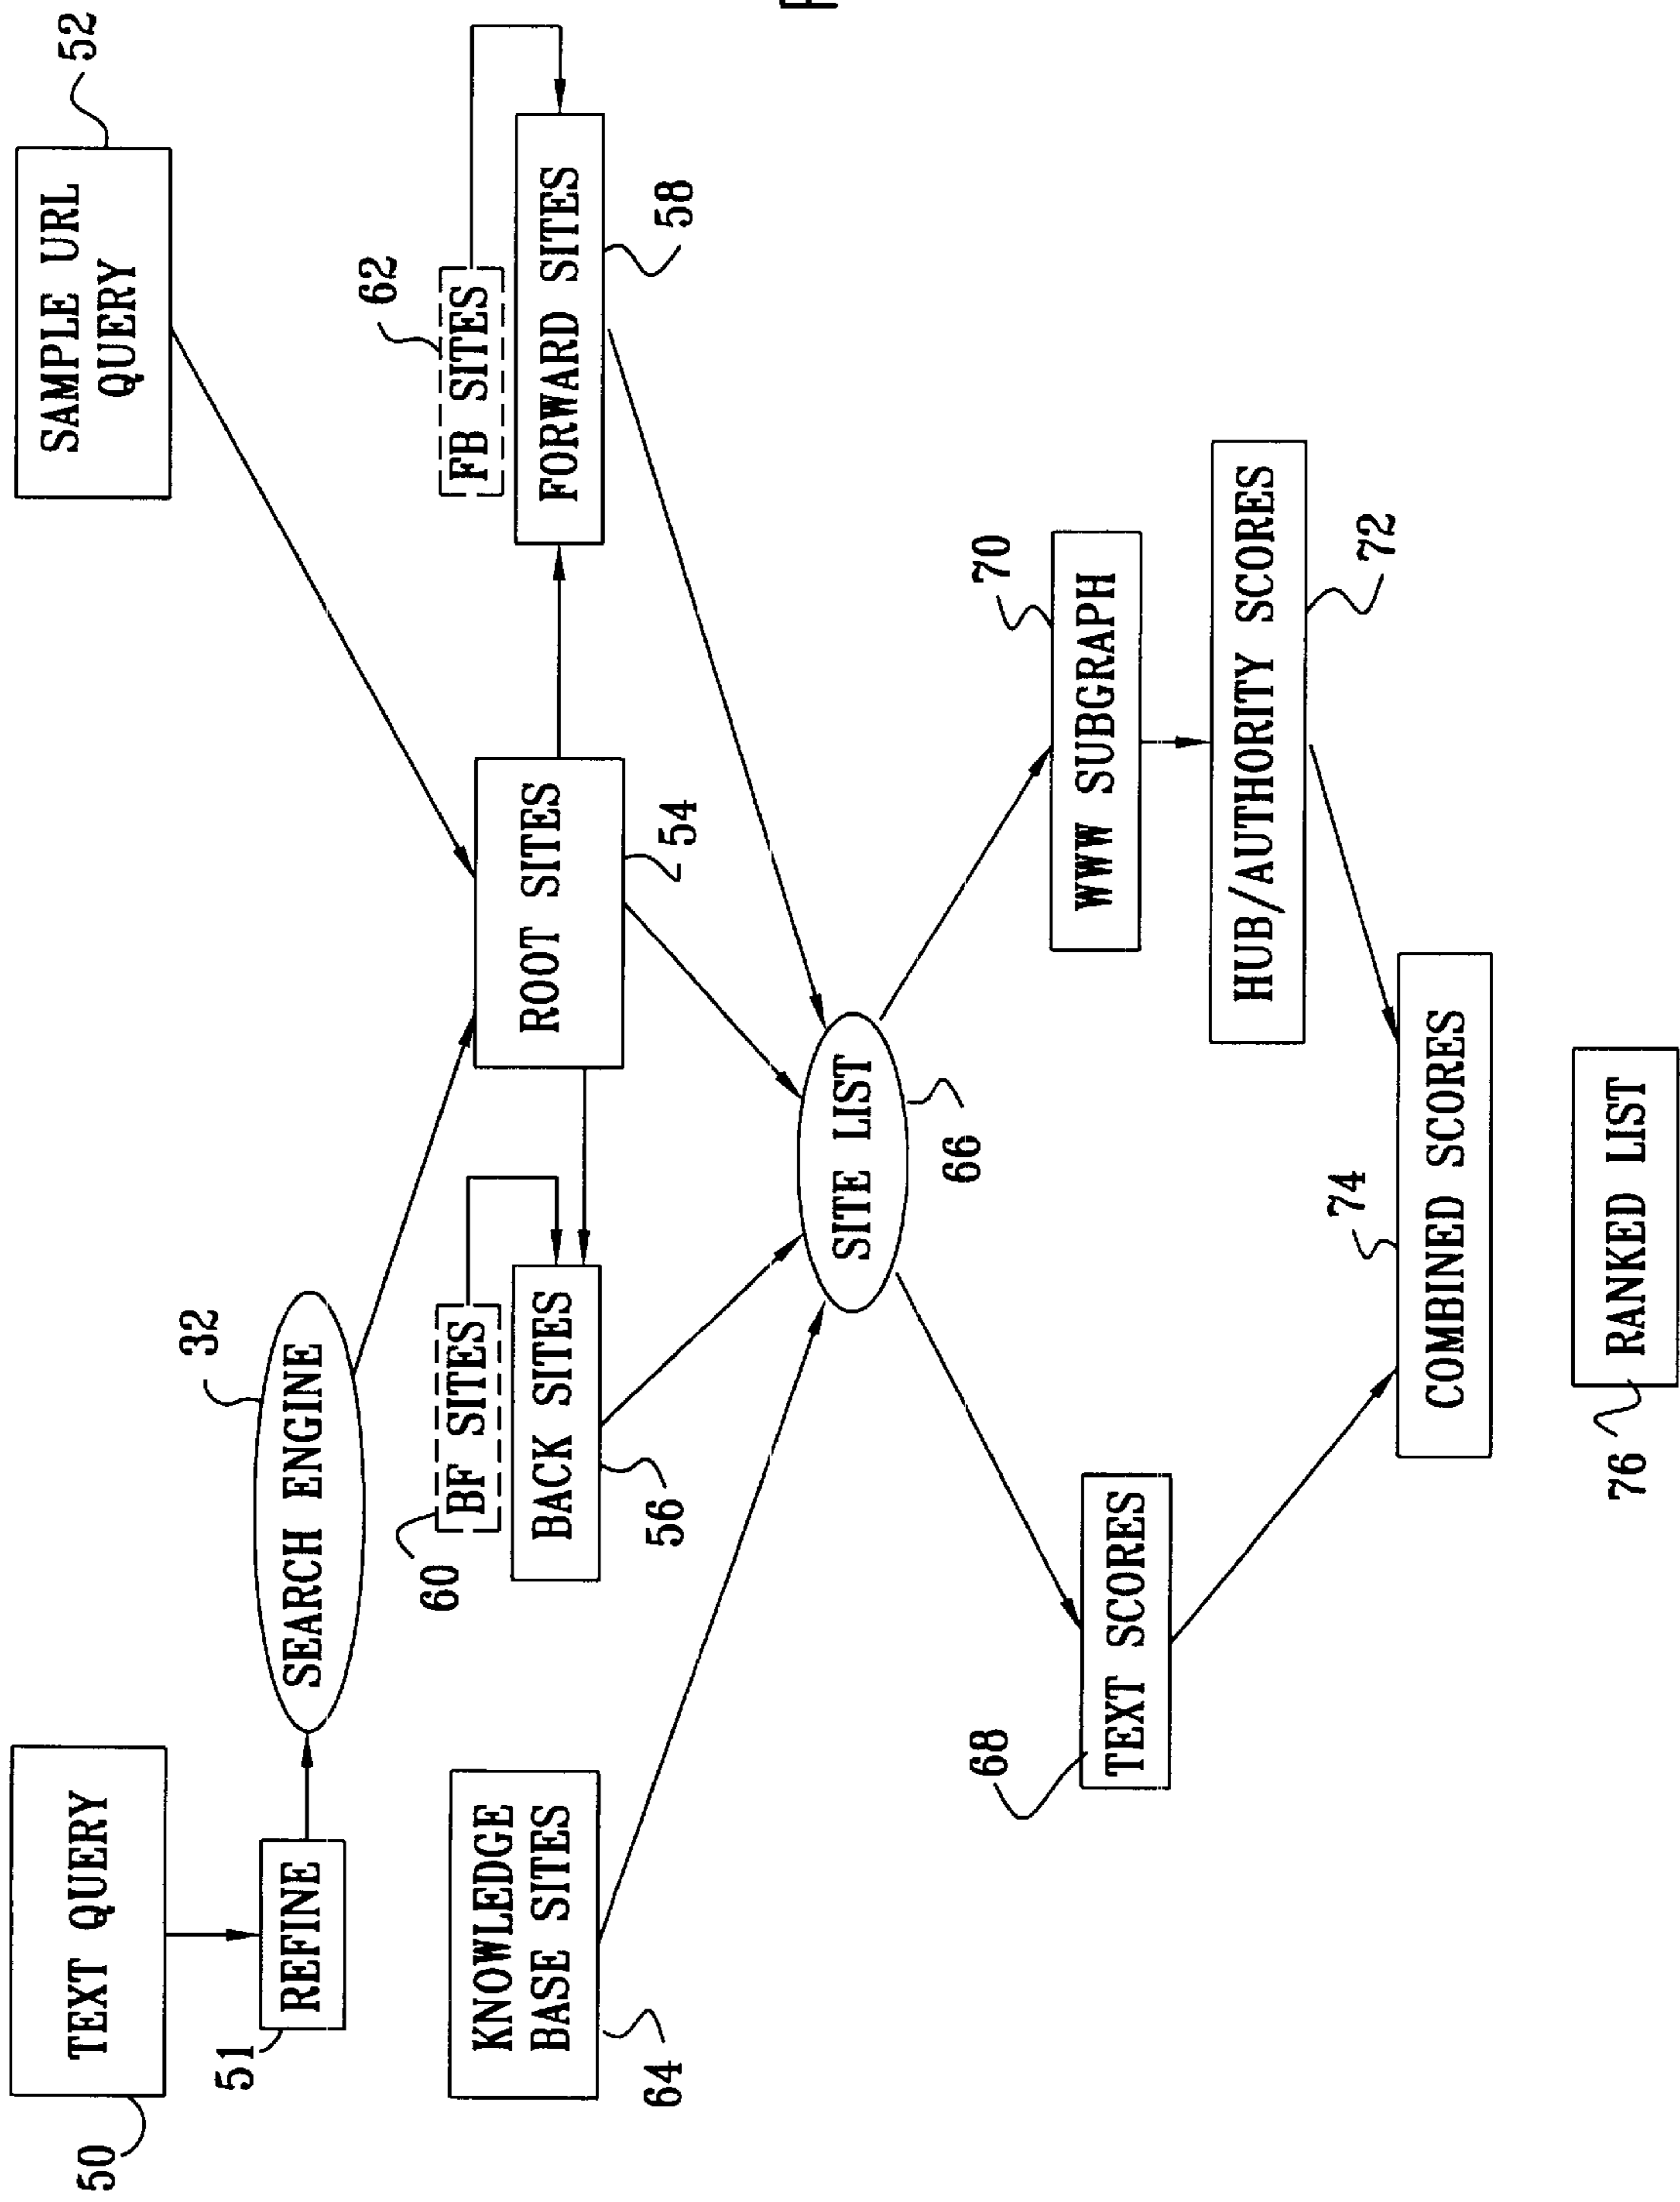 50
TEXT QUERY
SAMPLE URL
QUERY
52
51
REFINE
SEARCH ENGINE
32
KNOWLEDGE
BASE SITES
64
60
BF SITES
BACK SITES
56
ROOT SITES
54
62
FB SITES
FORWARD SITES
58
SITE LIST
66
68
TEXT SCORES
70
WWW SUBGRAPH
HUB/AUTHORITY SCORES
72
74
COMBINED SCORES
76
RANKED LIST